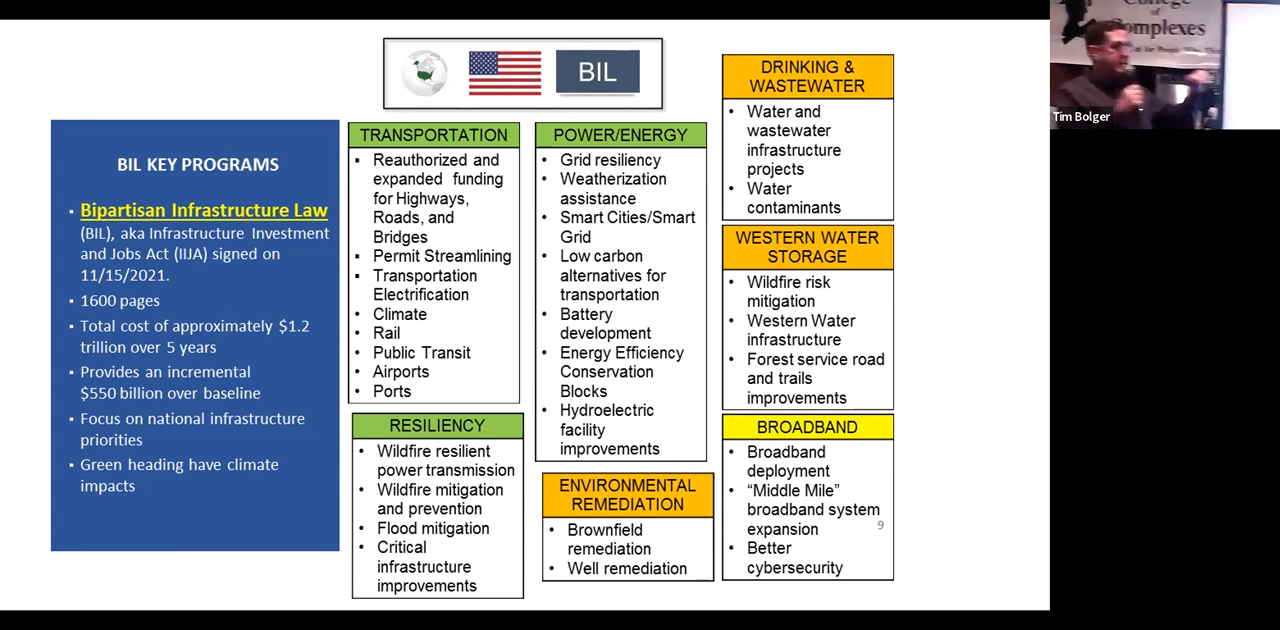 BIL
BIL KEY PROGRAMS
▪ Bipartisan Infrastructure Law
(BIL), aka Infrastructure Investment
and Jobs Act (IIJA) signed on
11/15/2021.
▪ 1600 pages
▪ Total cost of approximately $1.2
trillion over 5 years
▪ Provides an incremental
$550 billion over baseline
▪ Focus on national infrastructure
priorities
▪ Green heading have climate
impacts
TRANSPORTATION
▪ Reauthorized and
expanded funding
for Highways,
Roads, and
Bridges
▪ Permit Streamlining
▪ Transportation
Electrification
▪ Climate
▪ Rail
▪ Public Transit
▪ Airports
▪ Ports
RESILIENCY
• Wildfire resilient
power transmission
• Wildfire mitigation
and prevention
• Flood mitigation
• Critical
infrastructure
improvements
POWER/ENERGY
• Grid resiliency
• Weatherization
assistance
• Smart Cities/Smart
Grid
• Low carbon
alternatives for
transportation
• Battery
development
• Energy Efficiency
Conservation
Blocks
• Hydroelectric
facility
improvements
ENVIRONMENTAL
REMEDIATION
• Brownfield
remediation
• Well remediation
DRINKING &
WASTEWATER
• Water and
wastewater
infrastructure
projects
• Water
contaminants
WESTERN WATER
STORAGE
• Wildfire risk
mitigation
• Western Water
infrastructure
• Forest service road
and trails
improvements
BROADBAND
• Broadband
deployment
• “Middle Mile”
broadband system
expansion
• Better
cybersecurity
9
College
of
Complexes
Tim Bolger